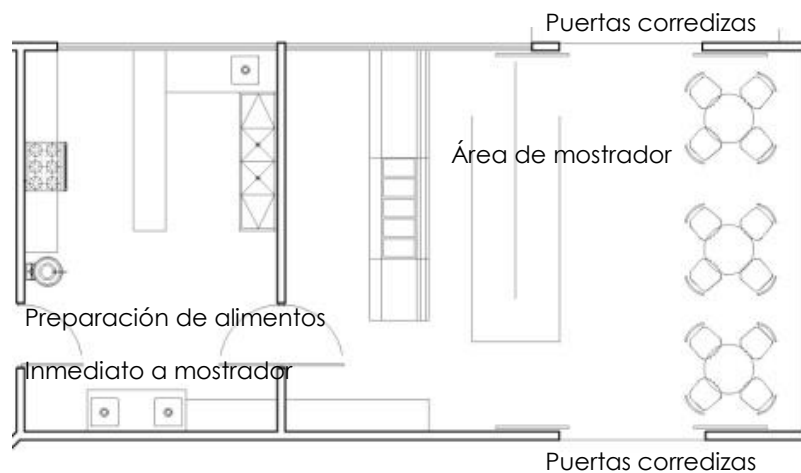 Puertas corredizas
Área de mostrador
Preparación de alimentos
Inmediato a mostrador
Puertas corredizas